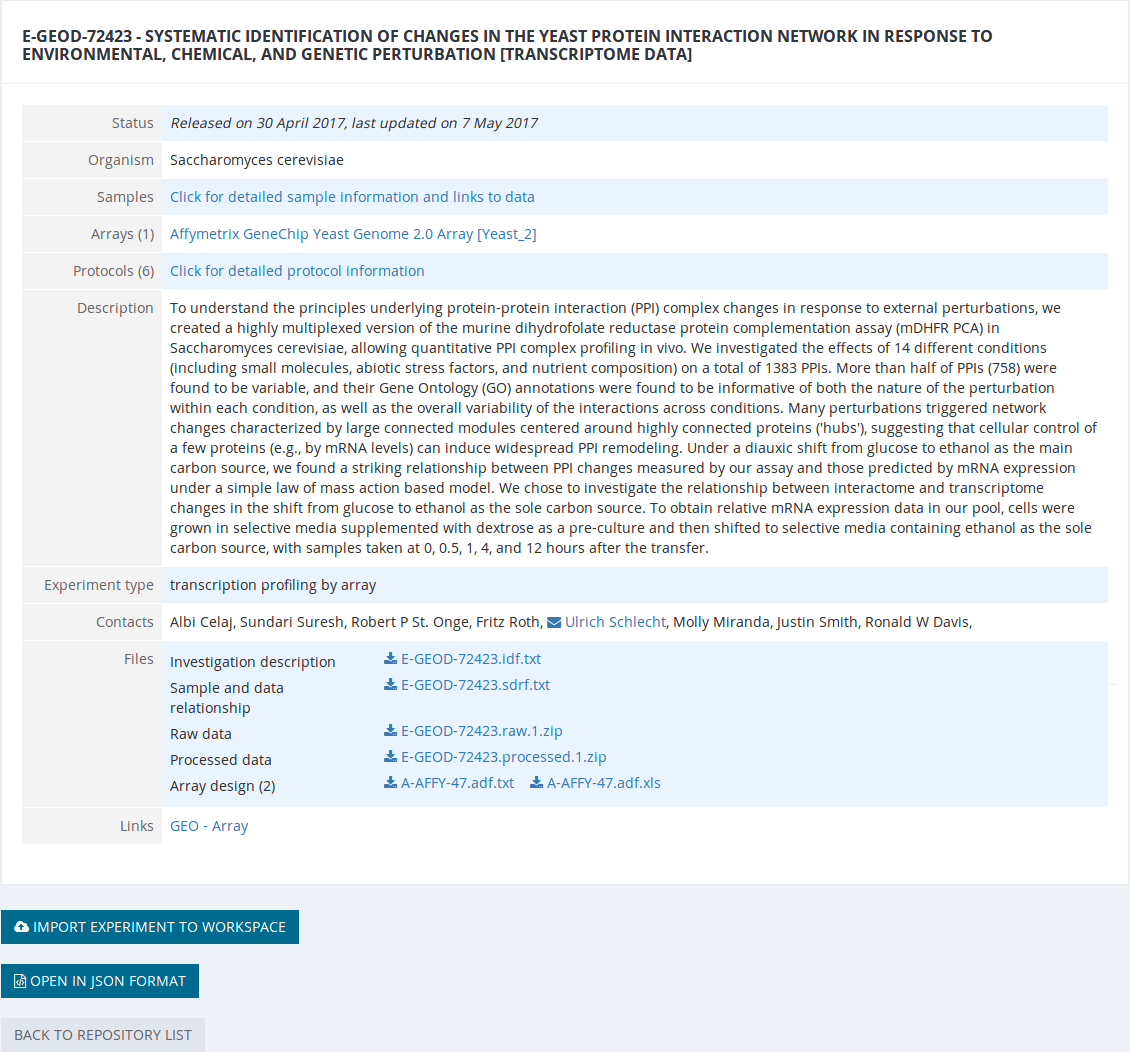 E-GEOD-72423 - SYSTEMATIC IDENTIFICATION OF CHANGES IN THE YEAST PROTEIN INTERACTION NETWORK IN RESPONSE TO
ENVIRONMENTAL, CHEMICAL, AND GENETIC PERTURBATION [TRANSCRIPTOME DATA]
Status Released on 30 April 2017, last updated on 7 May 2017
Organism Saccharomyces cerevisiae
Samples Click for detailed sample information and links to data
Arrays (1) Affymetrix GeneChip Yeast Genome 2.0 Array [Yeast_2]
Protocols (6) Click for detailed protocol information
Description To understand the principles underlying protein-protein interaction (PPI) complex changes in response to external perturbations, we
created a highly multiplexed version of the murine dihydrofolate reductase protein complementation assay (mDHFR PCA) in
Saccharomyces cerevisiae, allowing quantitative PPI complex profiling in vivo. We investigated the effects of 14 different conditions
(including small molecules, abiotic stress factors, and nutrient composition) on a total of 1383 PPIs. More than half of PPIs (758) were
found to be variable, and their Gene Ontology (GO) annotations were found to be informative of both the nature of the perturbation
within each condition, as well as the overall variability of the interactions across conditions. Many perturbations triggered network
changes characterized by large connected modules centered around highly connected proteins ('hubs'), suggesting that cellular control of
a few proteins (e.g., by mRNA levels) can induce widespread PPI remodeling. Under a diauxic shift from glucose to ethanol as the main
carbon source, we found a striking relationship between PPI changes measured by our assay and those predicted by mRNA expression
under a simple law of mass action based model. We chose to investigate the relationship between interactome and transcriptome
changes in the shift from glucose to ethanol as the sole carbon source. To obtain relative mRNA expression data in our pool, cells were
grown in selective media supplemented with dextrose as a pre-culture and then shifted to selective media containing ethanol as the sole
carbon source, with samples taken at 0, 0.5, 1, 4, and 12 hours after the transfer.
Experiment type transcription profiling by array
Contacts Albi Celaj, Sundari Suresh, Robert P St. Onge, Fritz Roth, Ulrich Schlecht, Molly Miranda, Justin Smith, Ronald W Davis,
Files Investigation description E-GEOD-72423.idf.txt
Sample and data E-GEOD-72423.sdrf.txt
relationship
Raw data E-GEOD-72423.raw.1.zip
Processed data E-GEOD-72423.processed.1.zip
Array design (2) A-AFFY-47.adf.txt A-AFFY-47.adf.xls
Links GEO - Array
IMPORT EXPERIMENT TO WORKSPACE
OPEN IN JSON FORMAT
BACK TO REPOSITORY LIST